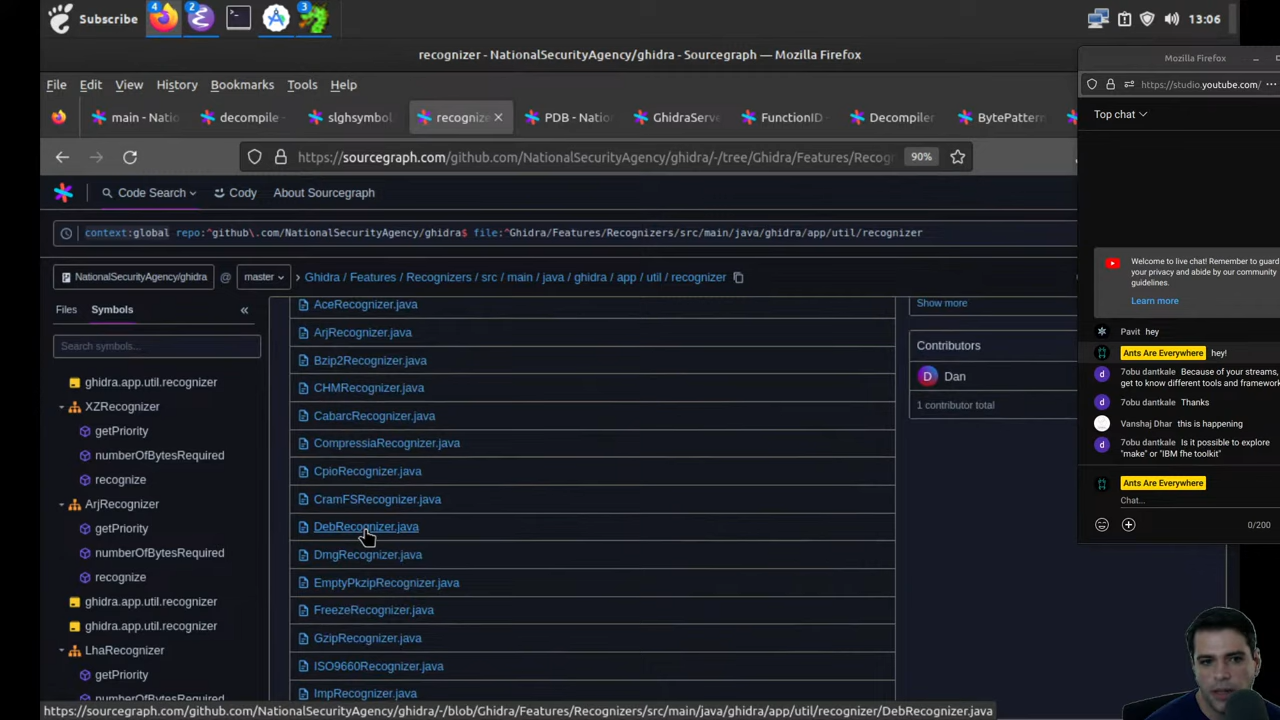 Subscribe
4
2
3
13:06
recognizer - NationalSecurityAgency/ghidra - Sourcegraph — Mozilla Firefox
File Edit View History Bookmarks Tools Help
main - Natio
decompile -
slghsymbol.
recognize
PDB - Nation
GhidraServe
FunctionID -
Decompiler
BytePattern
https://sourcegraph.com/github.com/NationalSecurityAgency/ghidra/-/tree/Ghidra/Features/Recog
90%
Code Search
Cody
About Sourcegraph
context:global repo:^github\.com/NationalSecurityAgency/ghidra$ file:^Ghidra/Features/Recognizers/src/main/java/ghidra/app/util/recognizer
NationalSecurityAgency/ghidra @ master Ghidra / Features / Recognizers / src / main / java / ghidra / app / util / recognizer
Files Symbols
Search symbols...
ghidra.app.util.recognizer
XZRecognizer
getPriority
numberOfBytesRequired
recognize
ArjRecognizer
getPriority
numberOfBytesRequired
recognize
ghidra.app.util.recognizer
ghidra.app.util.recognizer
LhaRecognizer
getPriority
numberOfBytesRequired
AceRecognizer.java
ArjRecognizer.java
Bzip2Recognizer.java
CHMRecognizer.java
CabarcRecognizer.java
CompressiaRecognizer.java
CpioRecognizer.java
CramFSRecognizer.java
DebRecognizer.java
DmgRecognizer.java
EmptyPkzipRecognizer.java
FreezeRecognizer.java
GzipRecognizer.java
ISO9660Recognizer.java
ImpRecognizer.java
Show more
Contributors
D Dan
1 contributor total
https://sourcegraph.com/github.com/NationalSecurityAgency/ghidra/-/blob/Ghidra/Features/Recognizers/src/main/java/ghidra/app/util/recognizer/DebRecognizer.java
Mozilla Firefox
https://studio.youtube.com/
Top chat
Welcome to live chat! Remember to guard
your privacy and abide by our community
guidelines.
Learn more
Pavit hey
Ants Are Everywhere hey!
7obu dantkale Because of your streams,
get to know different tools and framework
7obu dantkale Thanks
Vanshaj Dhar this is happening
7obu dantkale Is it possible to explore
"make" or "IBM fhe toolkit"
Ants Are Everywhere
Chat...
0/200